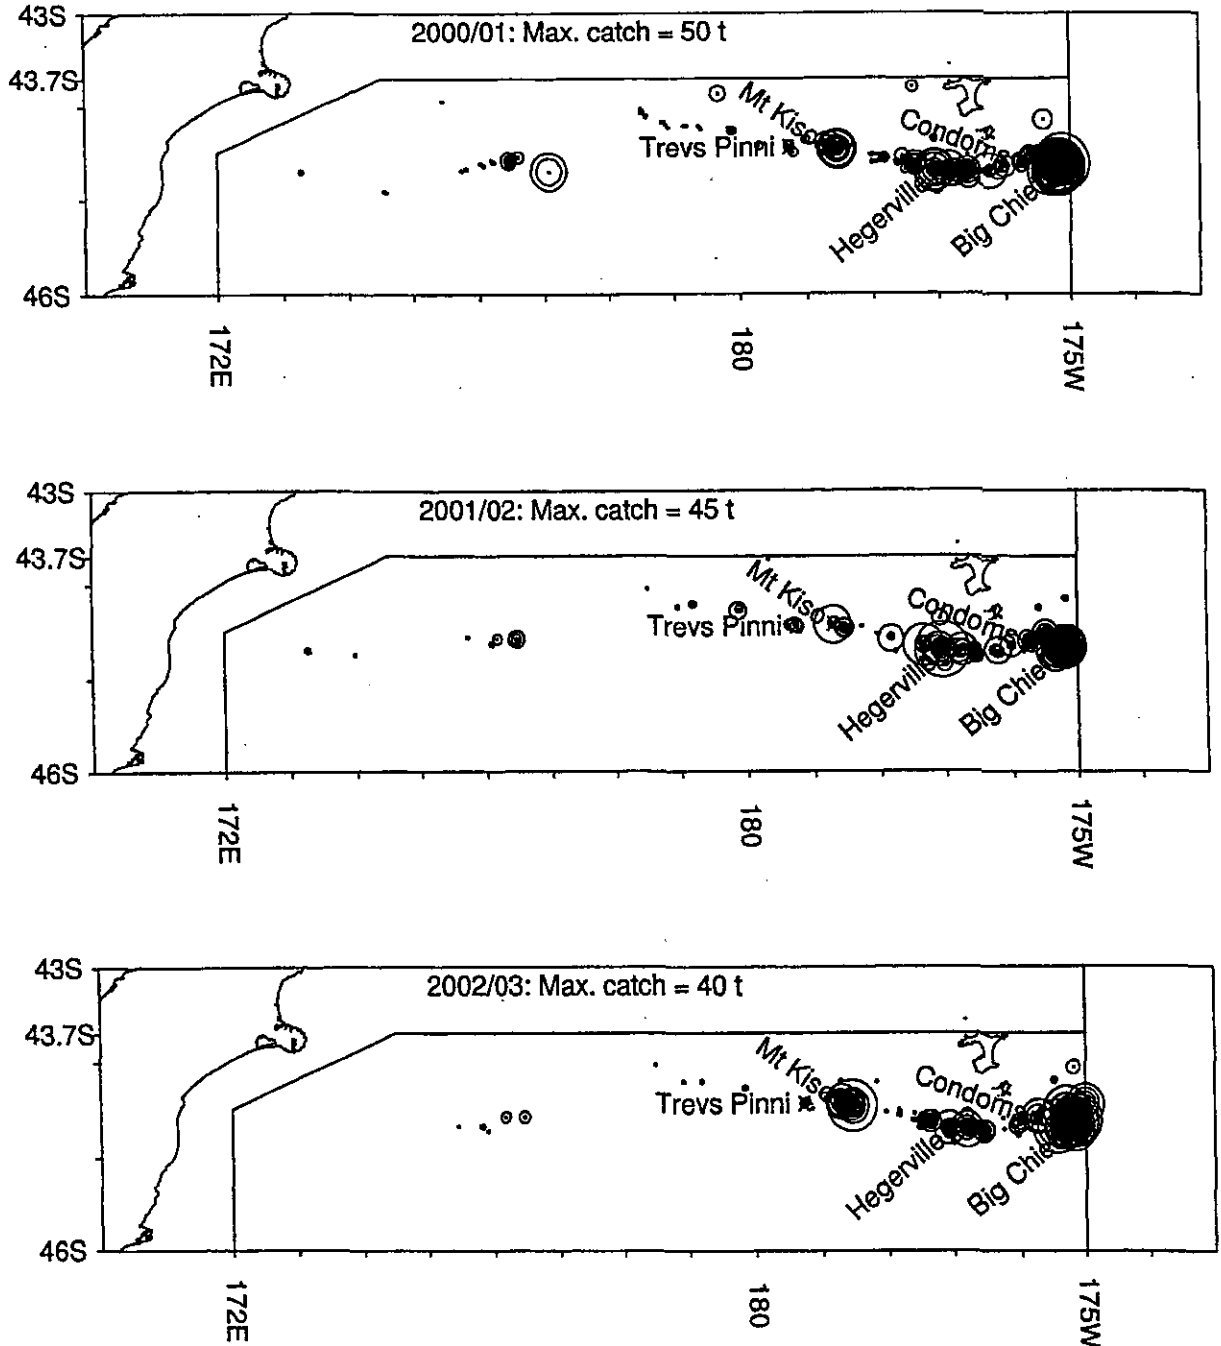 43S
2000/01: Max. catch = 50 t
43.7S
Mt Kiso
Trevs Pinni
Condoms
Hegerville
Big Chie
46S
172E
180
175W
43S
2001/02: Max. catch = 45 t
43.7S
Mt Kiso
Trevs Pinni
Condoms
Hegerville
Big Chie
46S
172E
180
175W
43S
2002/03: Max. catch = 40 t
43.7S
Mt Kiso
Trevs Pinni
Condoms
Hegerville
Big Chie
46S
172E
180
175W